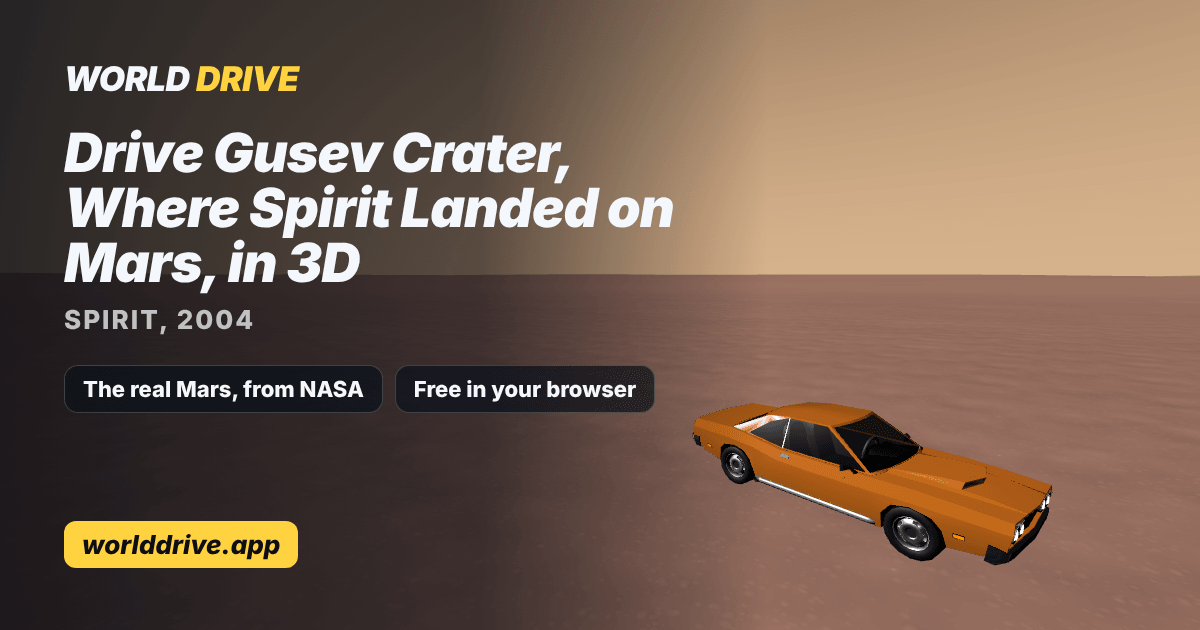 WORLD DRIVE
Drive Gusev Crater,
Where Spirit Landed on
Mars, in 3D
SPIRIT, 2004
The real Mars, from NASA
Free in your browser
worlddrive.app